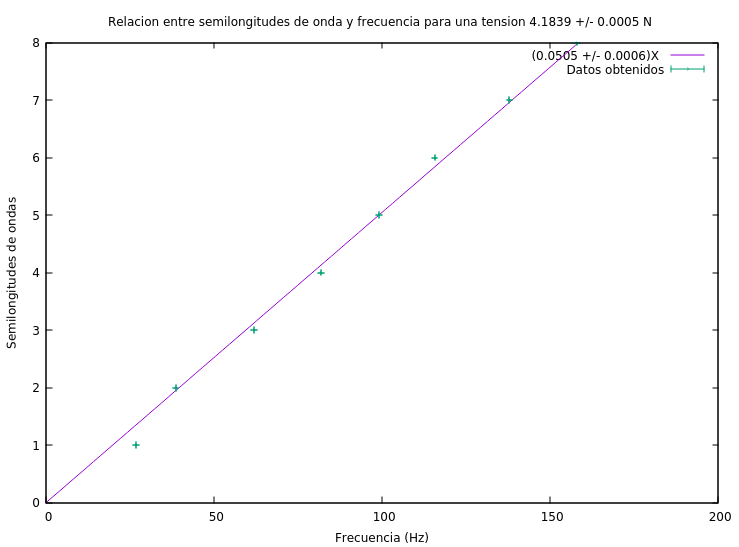 Relacion entre semilongitudes de onda y frecuencia para una tension 4.1839 +/- 0.0005 N
8
(0.0505 +/- 0.0006)X
Datos obtenidos
7
6
5
Semilongitudes de ondas
4
3
2
1
0
0 50 100 150 200
Frecuencia (Hz)